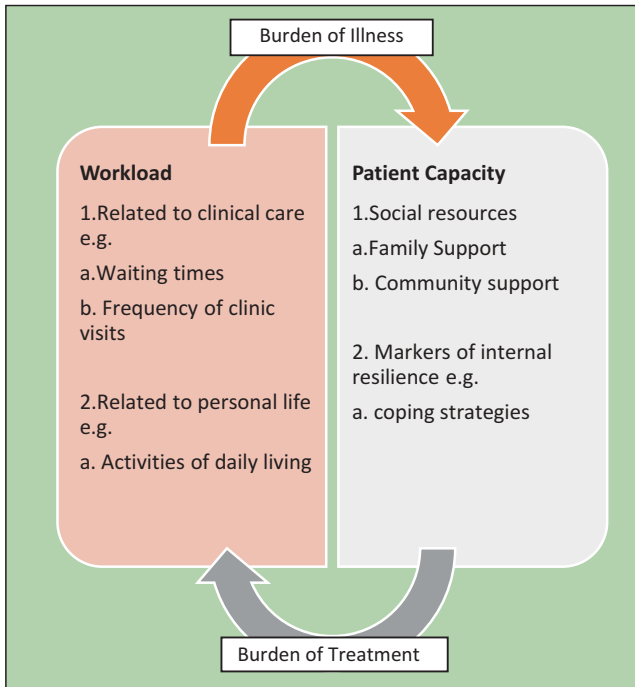 Burden of Illness
Workload
1.Related to clinical care
e.g.
a.Waiting times
b. Frequency of clinic
visits
2.Related to personal life
e.g.
a. Activities of daily living
Patient Capacity
1.Social resources
a.Family Support
b. Community support
2. Markers of internal
resilience e.g.
a. coping strategies
Burden of Treatment